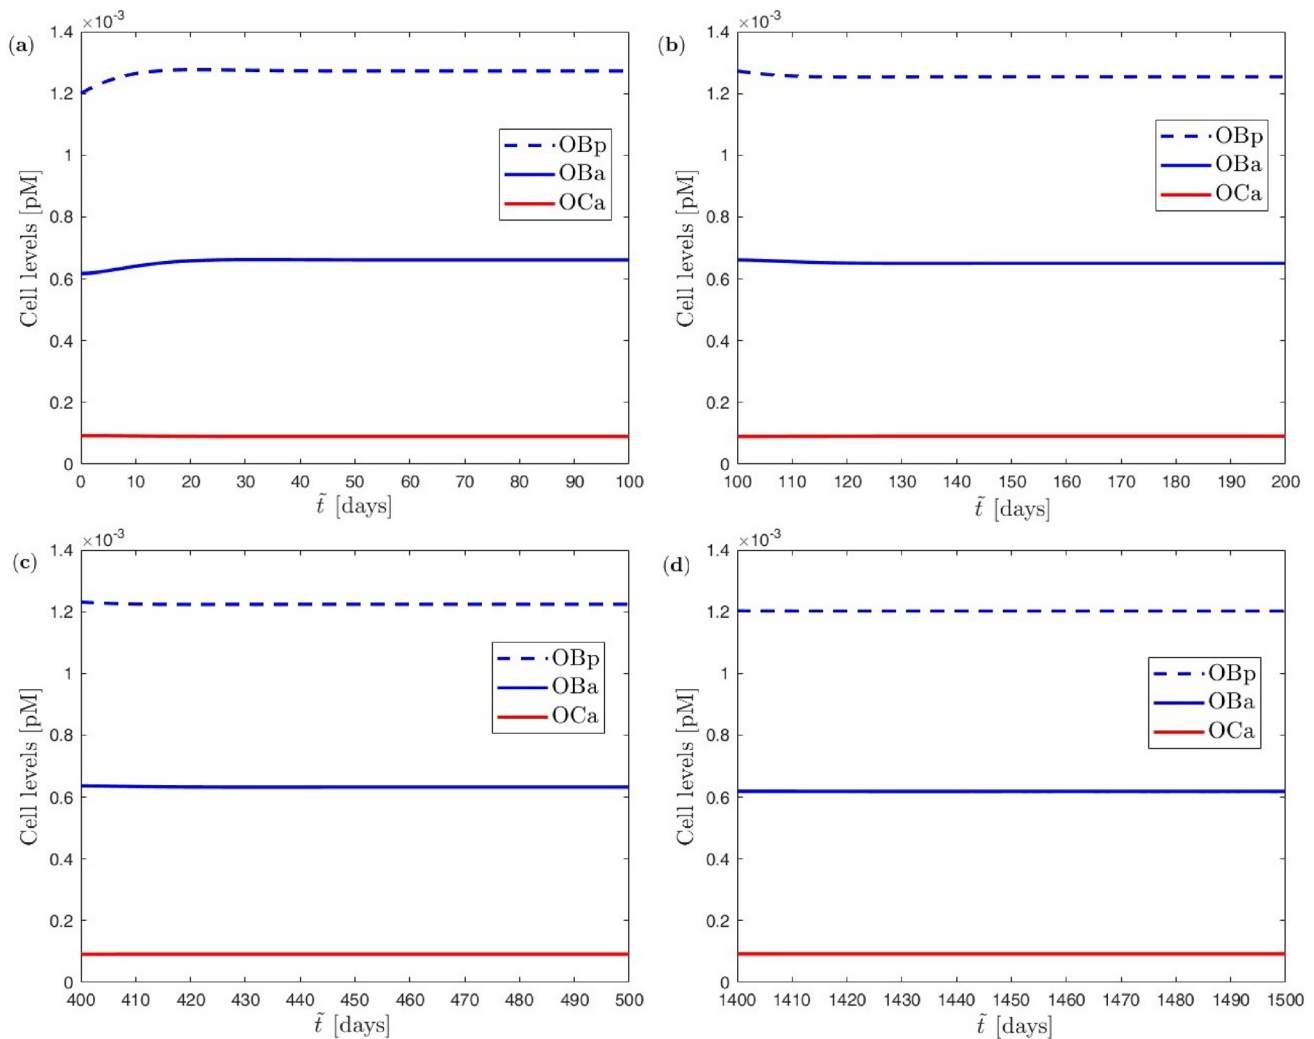 (a)
×10⁻³
1.4
1.2
1
0.8
0.6
0.4
0.2
0
Cell levels [pM]
OBp
OBa
OCa
0 10 20 30 40 50 60 70 80 90 100
t̃ [days]
(b)
×10⁻³
1.4
1.2
1
0.8
0.6
0.4
0.2
0
Cell levels [pM]
OBp
OBa
OCa
100 110 120 130 140 150 160 170 180 190 200
t̃ [days]
(c)
×10⁻³
1.4
1.2
1
0.8
0.6
0.4
0.2
0
Cell levels [pM]
OBp
OBa
OCa
400 410 420 430 440 450 460 470 480 490 500
t̃ [days]
(d)
×10⁻³
1.4
1.2
1
0.8
0.6
0.4
0.2
0
Cell levels [pM]
OBp
OBa
OCa
1400 1410 1420 1430 1440 1450 1460 1470 1480 1490 1500
t̃ [days]